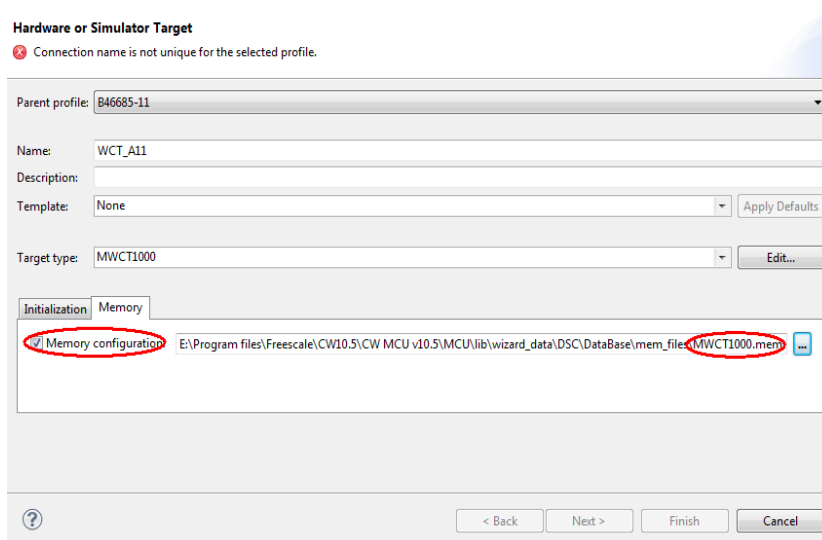 Hardware or Simulator Target
Connection name is not unique for the selected profile.
Parent profile: B46685-11
Name: WCT_A11
Description:
Template: None Apply Defaults
Target type: MWCT1000 Edit...
Initialization Memory
Memory configuration E:\Program files\Freescale\CW10.5\CW MCU v10.5\MCU\lib\wizard_data\DSC\DataBase\mem_files\MWCT1000.mem ...
? < Back Next > Finish Cancel